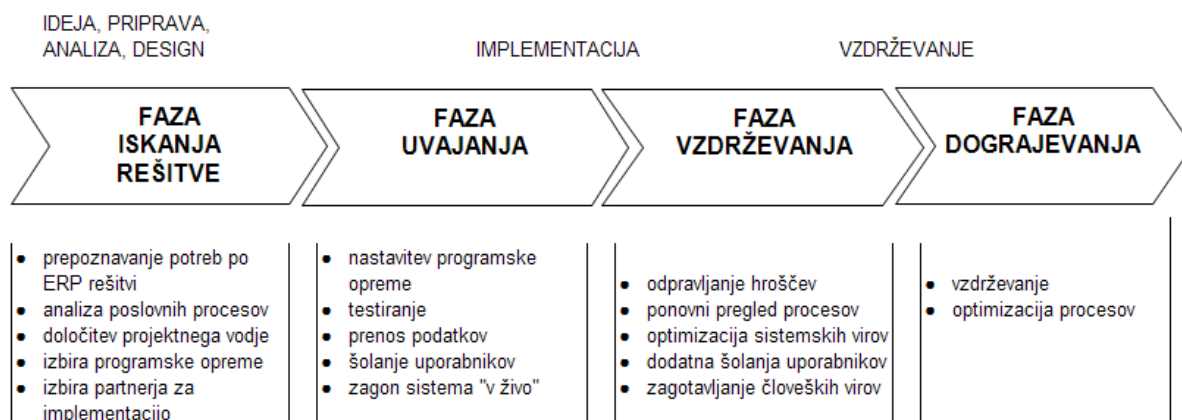 IDEJA, PRIPRAVA,
ANALIZA, DESIGN
IMPLEMENTACIJA
VZDRŽEVANJE
FAZA
ISKANJA
REŠITVE
FAZA
UVAJANJA
FAZA
VZDRŽEVANJA
FAZA
DOGRAJEVANJA
• prepoznavanje potreb po
ERP rešitvi
• analiza poslovnih procesov
• določitev projektnega vodje
• izbira programske opreme
• izbira partnerja za
implementacijo
• nastavitev programske
opreme
• testiranje
• prenos podatkov
• šolanje uporabnikov
• zagon sistema "v živo"
• odpravljanje hroščev
• ponovni pregled procesov
• optimizacija sistemskih virov
• dodatna šolanja uporabnikov
• zagotavljanje človeških virov
• vzdrževanje
• optimizacija procesov